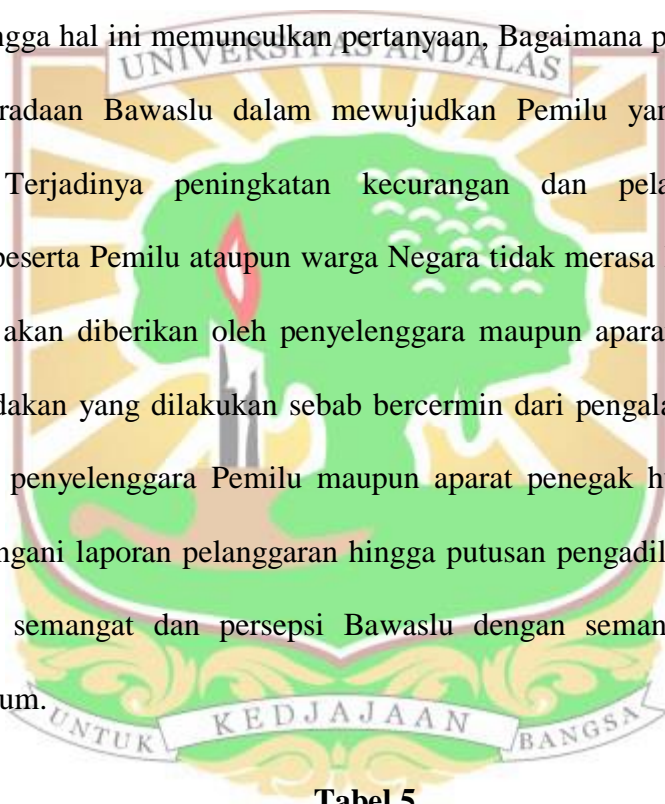 ngga hal ini memunculkan pertanyaan, Bagaimana p
UNIVERSITAS ANDALAS
radaan Bawaslu dalam mewujudkan Pemilu yan
Terjadinya peningkatan kecurangan dan pela
peserta Pemilu ataupun warga Negara tidak merasa
akan diberikan oleh penyelenggara maupun apara
dakan yang dilakukan sebab bercermin dari pengala
penyelenggara Pemilu maupun aparat penegak hu
ngani laporan pelanggaran hingga putusan pengadil
semangat dan persepsi Bawaslu dengan seman
um.
UNTUK KEDJAJAAN BANGSA
Tabel 5